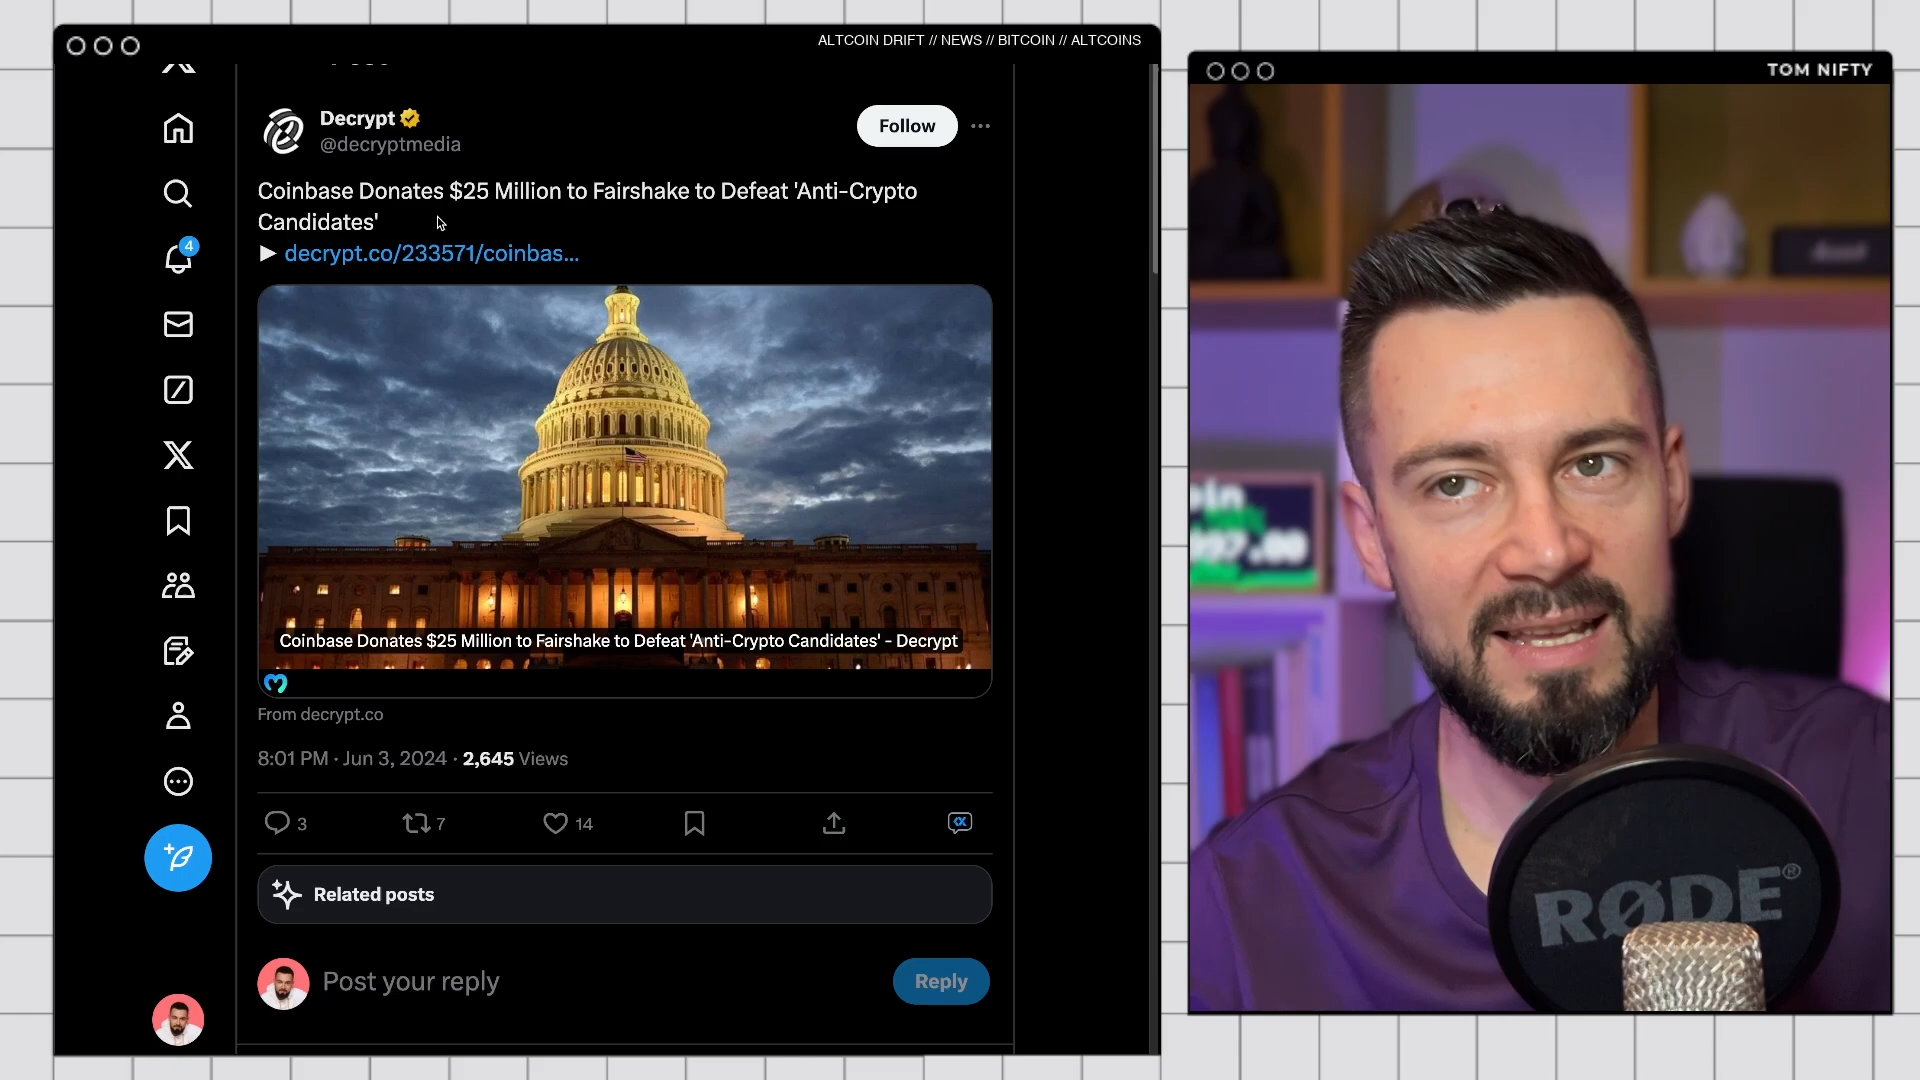 ALTCOIN DRIFT // NEWS // BITCOIN // ALTCOINS
TOM NIFTY
Decrypt
@decryptmedia
Follow
Coinbase Donates $25 Million to Fairshake to Defeat 'Anti-Crypto
Candidates'
▶ decrypt.co/233571/coinbas...
4
Coinbase Donates $25 Million to Fairshake to Defeat 'Anti-Crypto Candidates' - Decrypt
From decrypt.co
8:01 PM · Jun 3, 2024 · 2,645 Views
3
7
14
Related posts
Post your reply
Reply
RØDE®